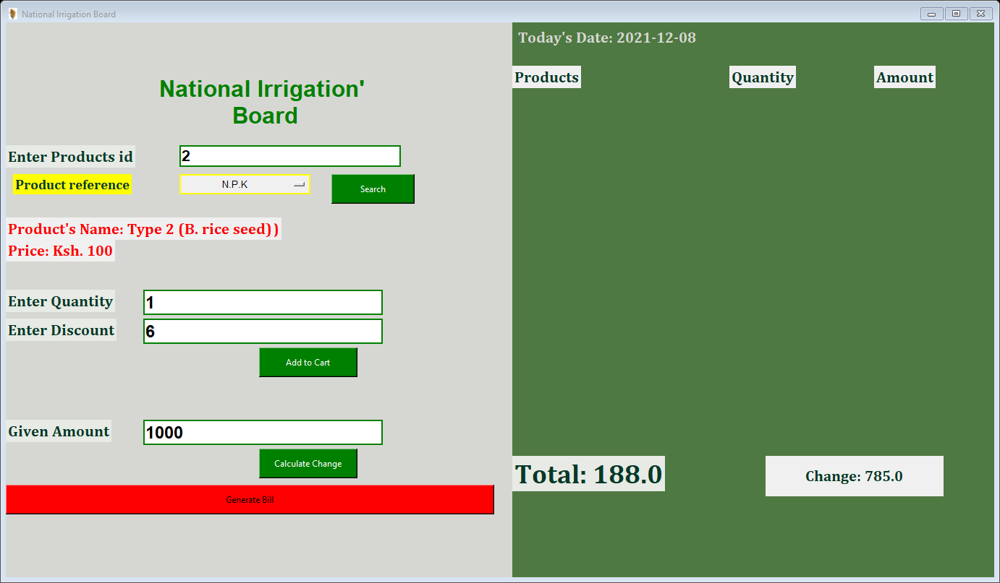 National Irrigation Board
Today's Date: 2021-12-08
Products Quantity Amount
National Irrigation'
Board
Enter Products id 2
Product reference N.P.K Search
Product's Name: Type 2 (B. rice seed))
Price: Ksh. 100
Enter Quantity 1
Enter Discount 6
Add to Cart
Given Amount 1000
Calculate Change
Total: 188.0 Change: 785.0
Generate Bill